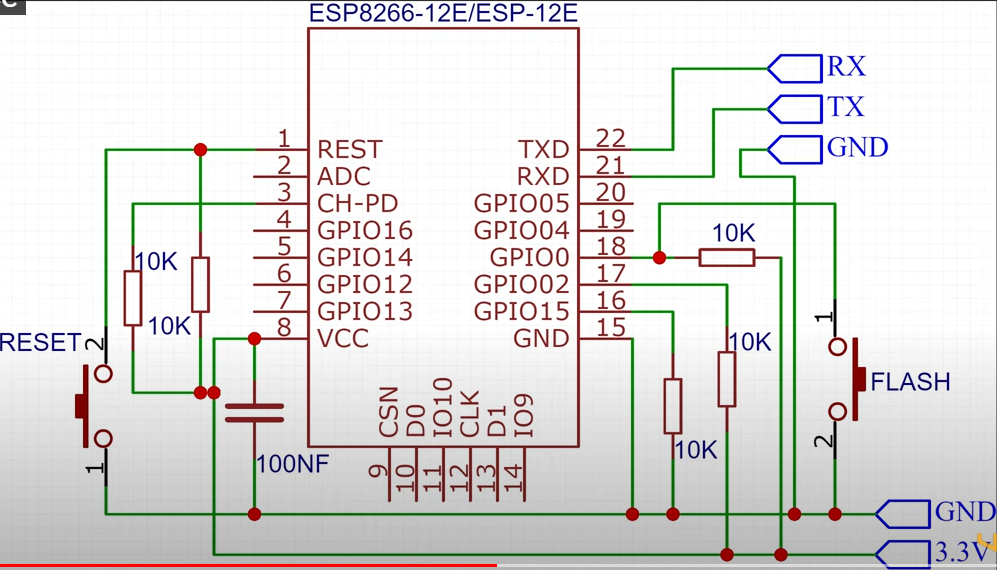 C
ESP8266-12E/ESP-12E
RX
TX
GND
1 REST
2 ADC
3 CH-PD
4 GPIO16
5 GPIO14
6 GPIO12
7 GPIO13
8 VCC
TXD 22
RXD 21
GPIO05 20
GPIO04 19
GPIO0 18
GPIO02 17
GPIO15 16
GND 15
CSN
D0
IO10
CLK
D1
IO9
9
10
11
12
13
14
10K
10K
RESET
2
1
100NF
10K
10K
10K
1
FLASH
2
GND
3.3V